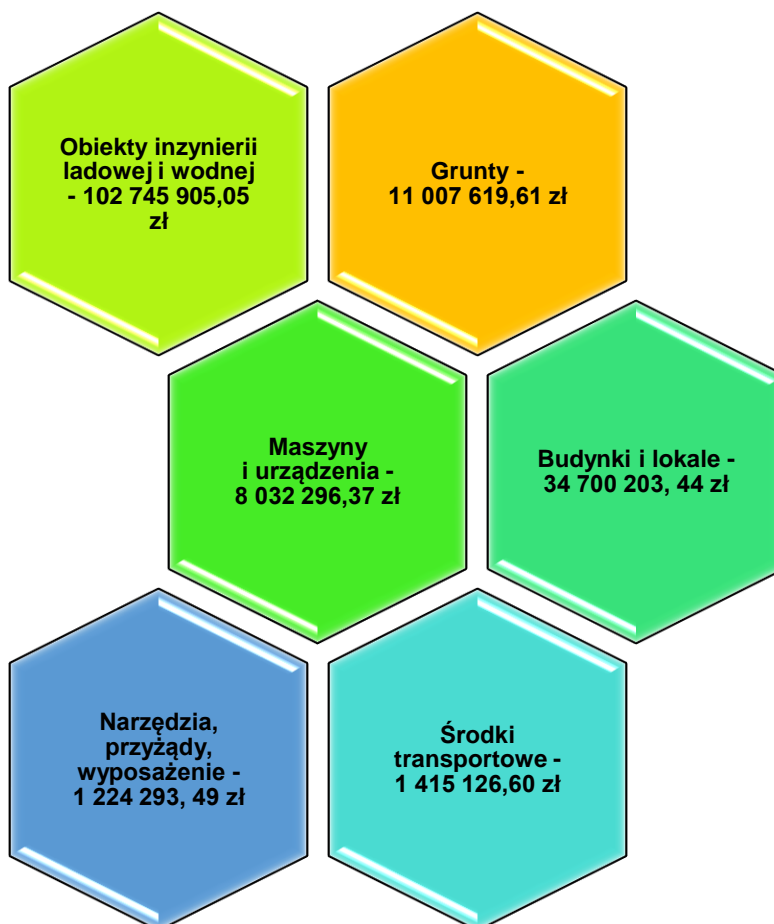 Obiekty inzynierii
ladowej i wodnej
- 102 745 905,05
zł
Grunty -
11 007 619,61 zł
Maszyny
i urządzenia -
8 032 296,37 zł
Budynki i lokale -
34 700 203, 44 zł
Narzędzia,
przyżądy,
wyposażenie -
1 224 293, 49 zł
Środki
transportowe -
1 415 126,60 zł